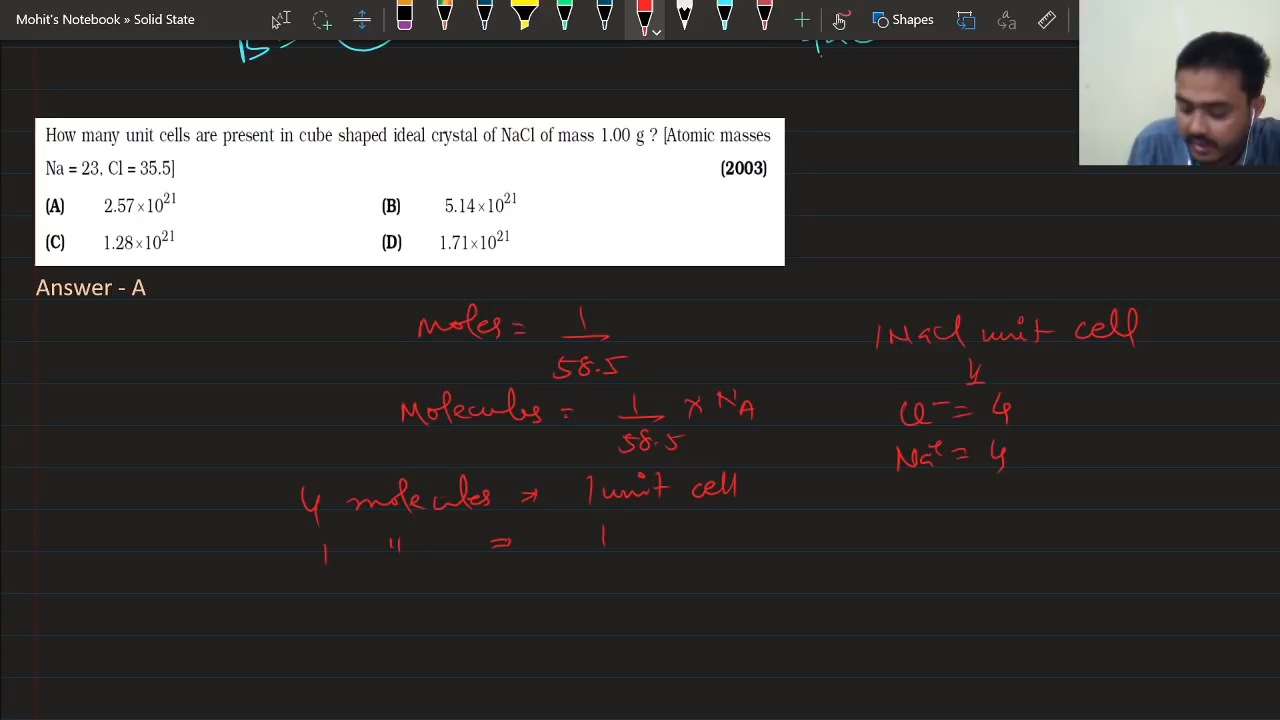 Mohit's Notebook » Solid State
Shapes
How many unit cells are present in cube shaped ideal crystal of NaCl of mass 1.00 g ? [Atomic masses
Na = 23, Cl = 35.5] (2003)
(A) 2.57×10^21 (B) 5.14×10^21
(C) 1.28×10^21 (D) 1.71×10^21
Answer - A
Moles = 1/58.5
Molecules = 1/58.5 × NA
4 molecules → 1 unit cell
1 " = 1
1 NaCl unit cell
Cl⁻ = 4
Na⁺ = 4